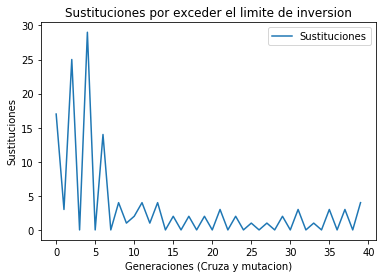 Sustituciones por exceder el limite de inversion
Sustituciones
30
25
20
15
10
5
0
Sustituciones
0 5 10 15 20 25 30 35 40
Generaciones (Cruza y mutacion)